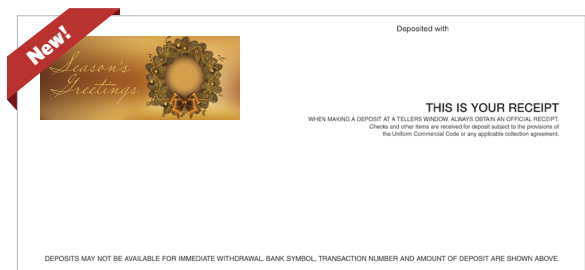 New!
Deposited with
Season's
Greetings
THIS IS YOUR RECEIPT
WHEN MAKING A DEPOSIT AT A TELLERS WINDOW, ALWAYS OBTAIN AN OFFICIAL RECEIPT.
Checks and other items are received for deposit subject to the provisions of
the Uniform Commercial Code or any applicable collection agreement.
DEPOSITS MAY NOT BE AVAILABLE FOR IMMEDIATE WITHDRAWAL. BANK SYMBOL, TRANSACTION NUMBER AND AMOUNT OF DEPOSIT ARE SHOWN ABOVE.